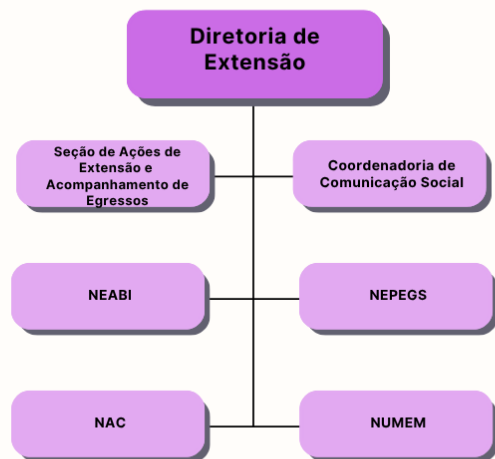 Diretoria de
Extensão
Seção de Ações de
Extensão e
Acompanhamento de
Egressos
Coordenadoria de
Comunicação Social
NEABI
NEPEGS
NAC
NUMEM